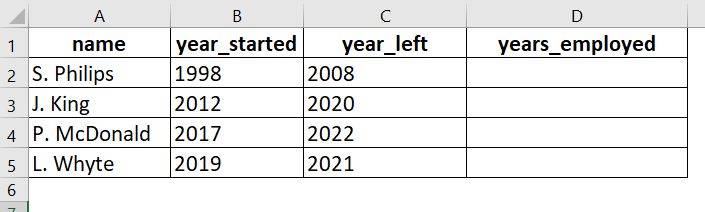 A B C D
1 name year_started year_left years_employed
2 S. Philips 1998 2008
3 J. King 2012 2020
4 P. McDonald 2017 2022
5 L. Whyte 2019 2021
6
7